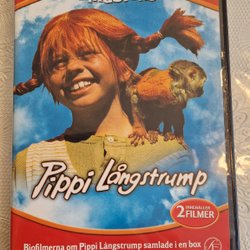 Pippi Långstrump
INNEHÅLLER
2 FILMER
Biofilmerna om Pippi Långstrump samlade i en box